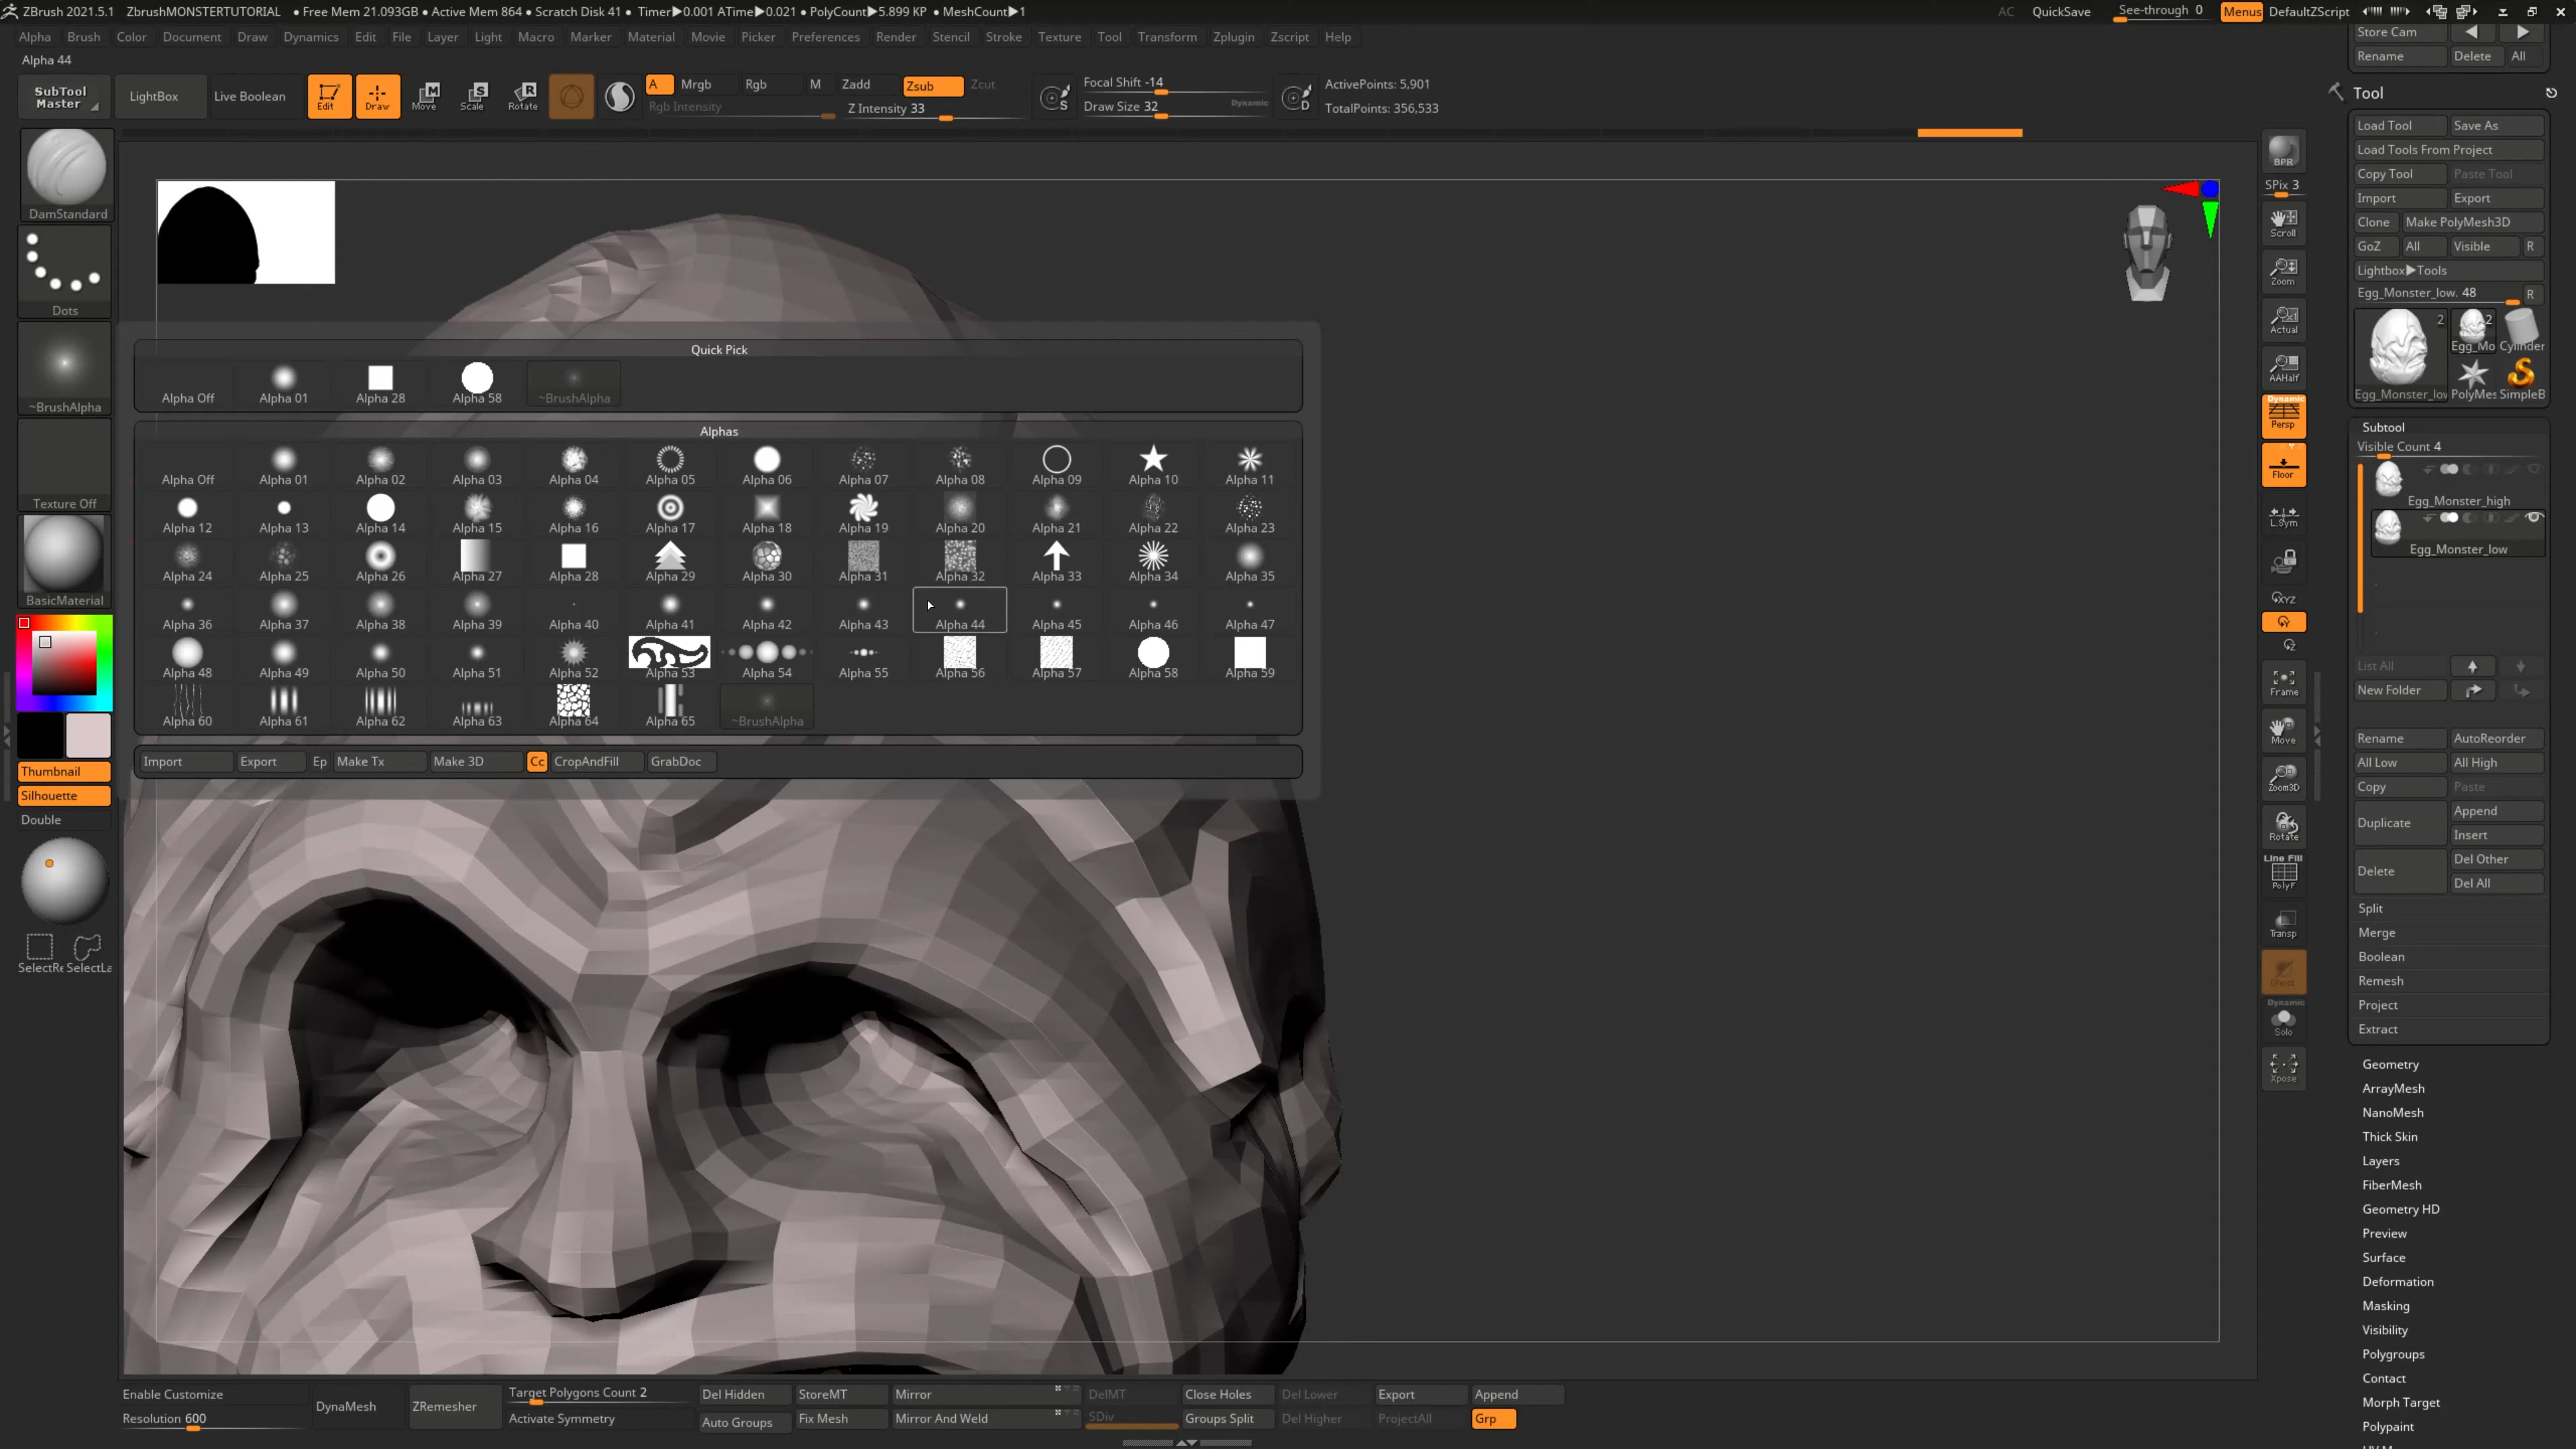 ZBrush 2021.5.1 ZbrushMONSTERTUTORIAL • Free Mem 21.093GB • Active Mem 864 • Scratch Disk 41 • Timer▶0.001 ATime▶0.021 • PolyCount▶5.899 KP • MeshCount▶1 AC QuickSave See-through 0 Menus DefaultZScript
Alpha Brush Color Document Draw Dynamics Edit File Layer Light Macro Marker Material Movie Picker Preferences Render Stencil Stroke Texture Tool Transform Zplugin Zscript Help
Alpha 44
SubTool Master LightBox Live Boolean Edit Draw Move Scale Rotate A Mrgb Rgb M Zadd Zsub Zcut
Rgb Intensity Z Intensity 33
Focal Shift -14
Draw Size 32 Dynamic
ActivePoints: 5,901
TotalPoints: 356,533
DamStandard
Dots
~BrushAlpha
Texture Off
BasicMaterial
Thumbnail
Silhouette
Double
SelectRe SelectLa
Quick Pick
Alpha Off Alpha 01 Alpha 28 Alpha 58 ~BrushAlpha
Alphas
Alpha Off Alpha 01 Alpha 02 Alpha 03 Alpha 04 Alpha 05 Alpha 06 Alpha 07 Alpha 08 Alpha 09 Alpha 10 Alpha 11
Alpha 12 Alpha 13 Alpha 14 Alpha 15 Alpha 16 Alpha 17 Alpha 18 Alpha 19 Alpha 20 Alpha 21 Alpha 22 Alpha 23
Alpha 24 Alpha 25 Alpha 26 Alpha 27 Alpha 28 Alpha 29 Alpha 30 Alpha 31 Alpha 32 Alpha 33 Alpha 34 Alpha 35
Alpha 36 Alpha 37 Alpha 38 Alpha 39 Alpha 40 Alpha 41 Alpha 42 Alpha 43 Alpha 44 Alpha 45 Alpha 46 Alpha 47
Alpha 48 Alpha 49 Alpha 50 Alpha 51 Alpha 52 Alpha 53 Alpha 54 Alpha 55 Alpha 56 Alpha 57 Alpha 58 Alpha 59
Alpha 60 Alpha 61 Alpha 62 Alpha 63 Alpha 64 Alpha 65 ~BrushAlpha
Import Export Ep Make Tx Make 3D Cc CropAndFill GrabDoc
BPR
SPix 3
Scroll
Zoom
Actual
AAHalf
Dynamic
Persp
Floor
L.Sym
XYZ
Y
Z
Frame
Move
Zoom3D
Rotate
Line Fill
PolyF
Transp
Ghost
Dynamic
Solo
Xpose
Store Cam
Rename Delete All
Tool
Load Tool Save As
Load Tools From Project
Copy Tool Paste Tool
Import Export
Clone Make PolyMesh3D
GoZ All Visible R
Lightbox▶Tools
Egg_Monster_low. 48 R
2 2
Egg_Mo Cylinder
Egg_Monster_low PolyMes SimpleB
Subtool
Visible Count 4
Egg_Monster_high
Egg_Monster_low
List All
New Folder
Rename AutoReorder
All Low All High
Copy Paste
Duplicate Append
Insert
Delete Del Other
Del All
Split
Merge
Boolean
Remesh
Project
Extract
Geometry
ArrayMesh
NanoMesh
Thick Skin
Layers
FiberMesh
Geometry HD
Preview
Surface
Deformation
Masking
Visibility
Polygroups
Contact
Morph Target
Polypaint
Enable Customize DynaMesh ZRemesher Target Polygons Count 2 Del Hidden StoreMT Mirror DelMT Close Holes Del Lower Export Append
Resolution 600 Activate Symmetry Auto Groups Fix Mesh Mirror And Weld SDiv Groups Split Del Higher ProjectAll Grp